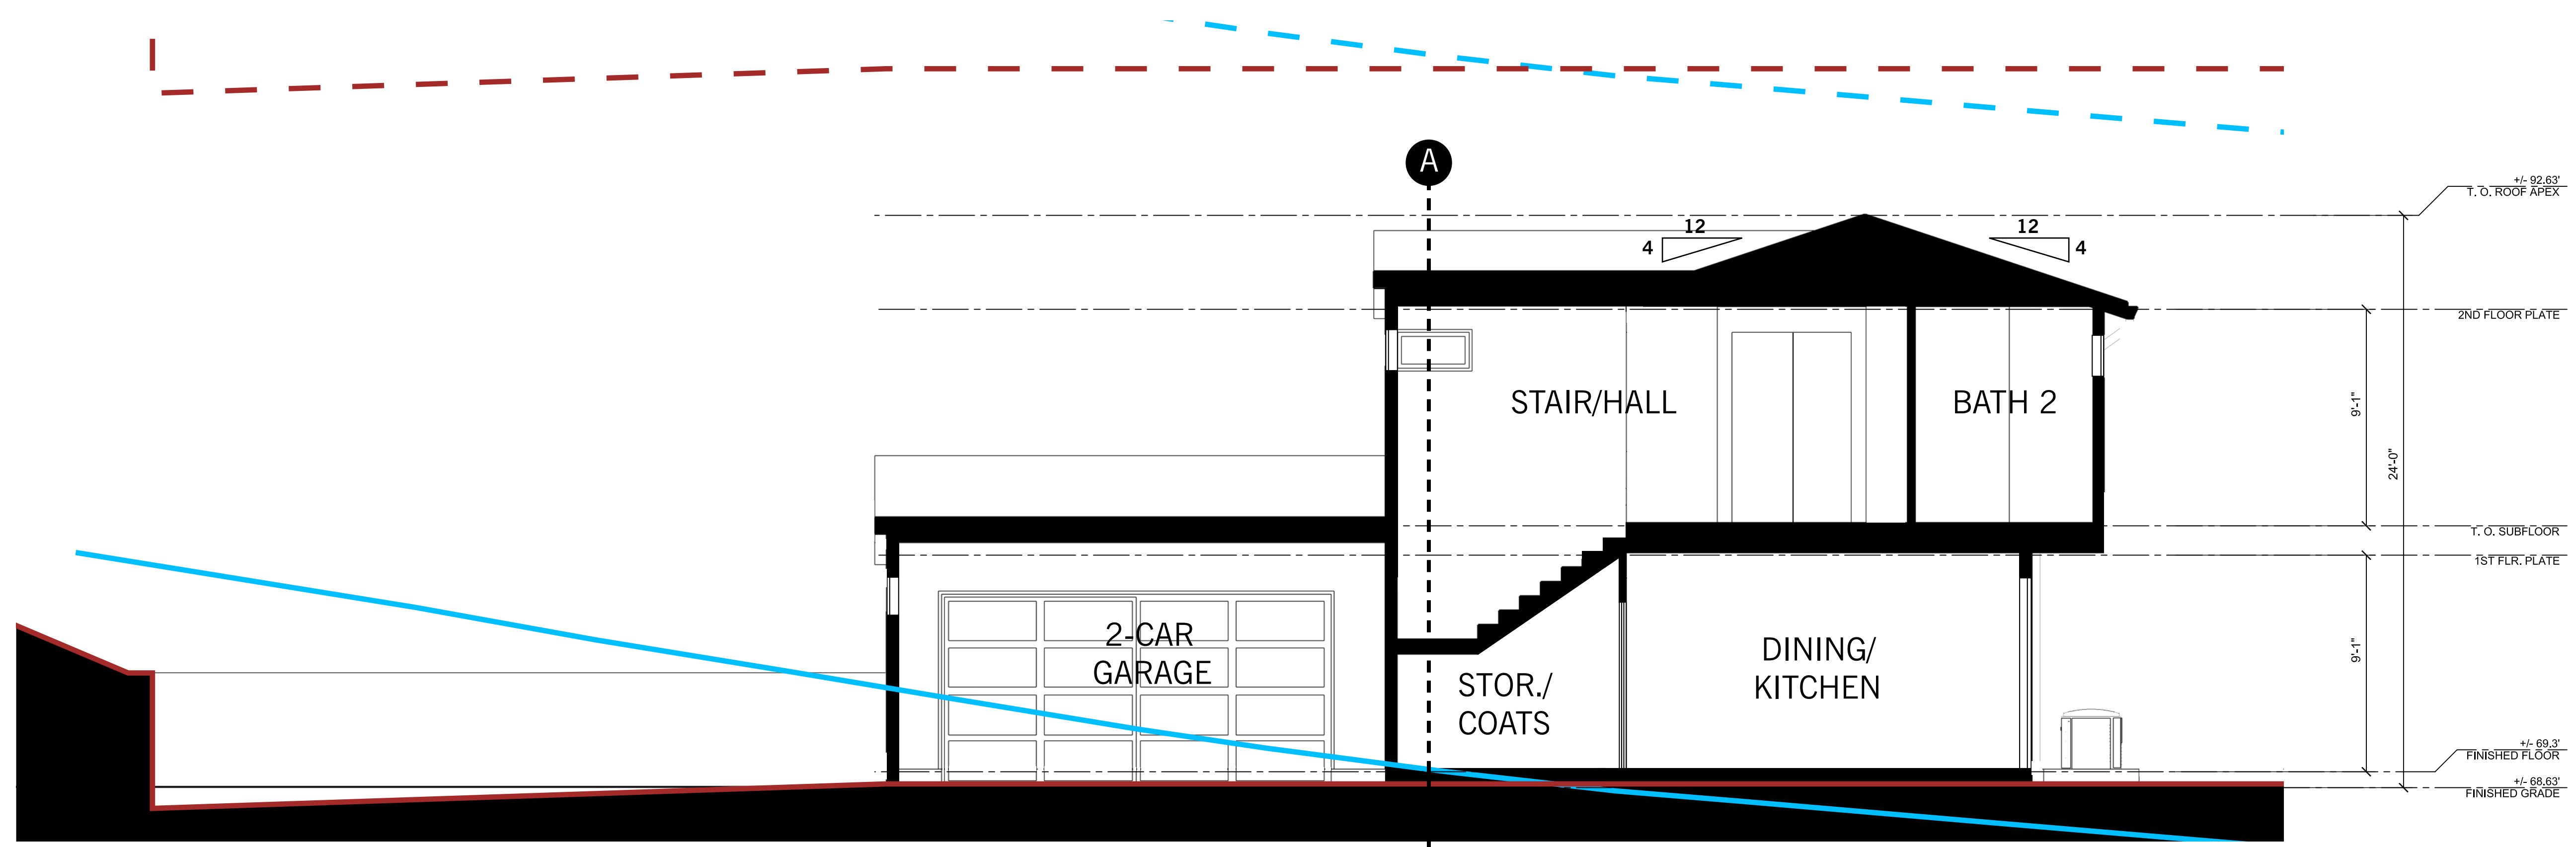 A
+/- 92.63'
T. O. ROOF APEX
12
4
12
4
2ND FLOOR PLATE
STAIR/HALL
BATH 2
9'-1"
24'-0"
T. O. SUBFLOOR
1ST FLR. PLATE
2-CAR
GARAGE
STOR./
COATS
DINING/
KITCHEN
9'-1"
+/- 69.3'
FINISHED FLOOR
+/- 68.63'
FINISHED GRADE